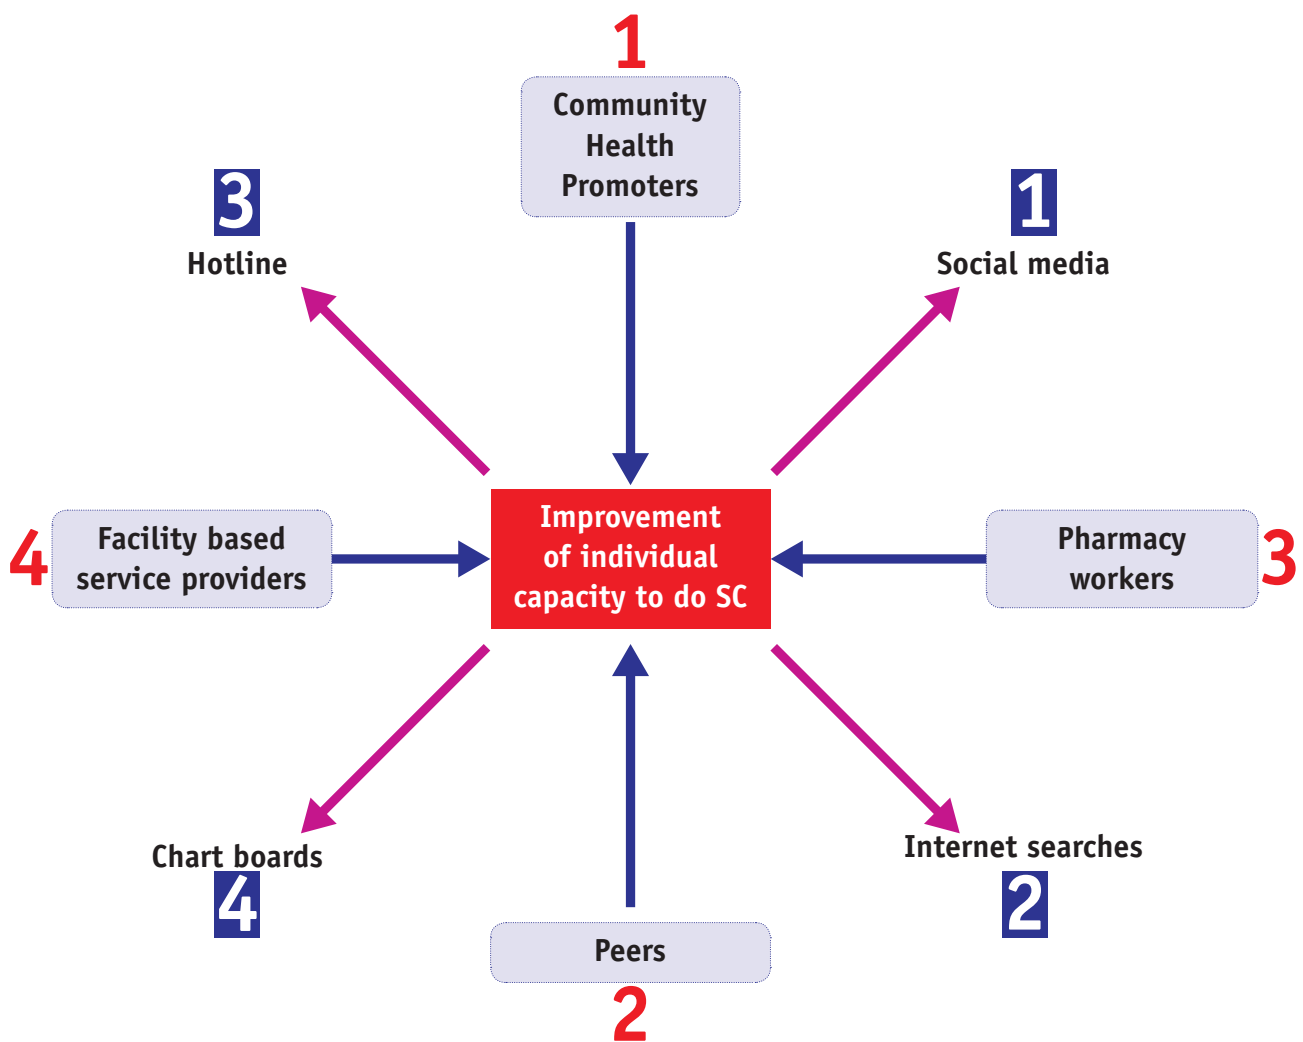 1
Community
Health
Promoters
3
Hotline
1
Social media
4
Facility based
service providers
Improvement
of individual
capacity to do SC
Pharmacy
workers
3
Chart boards
4
Internet searches
2
Peers
2